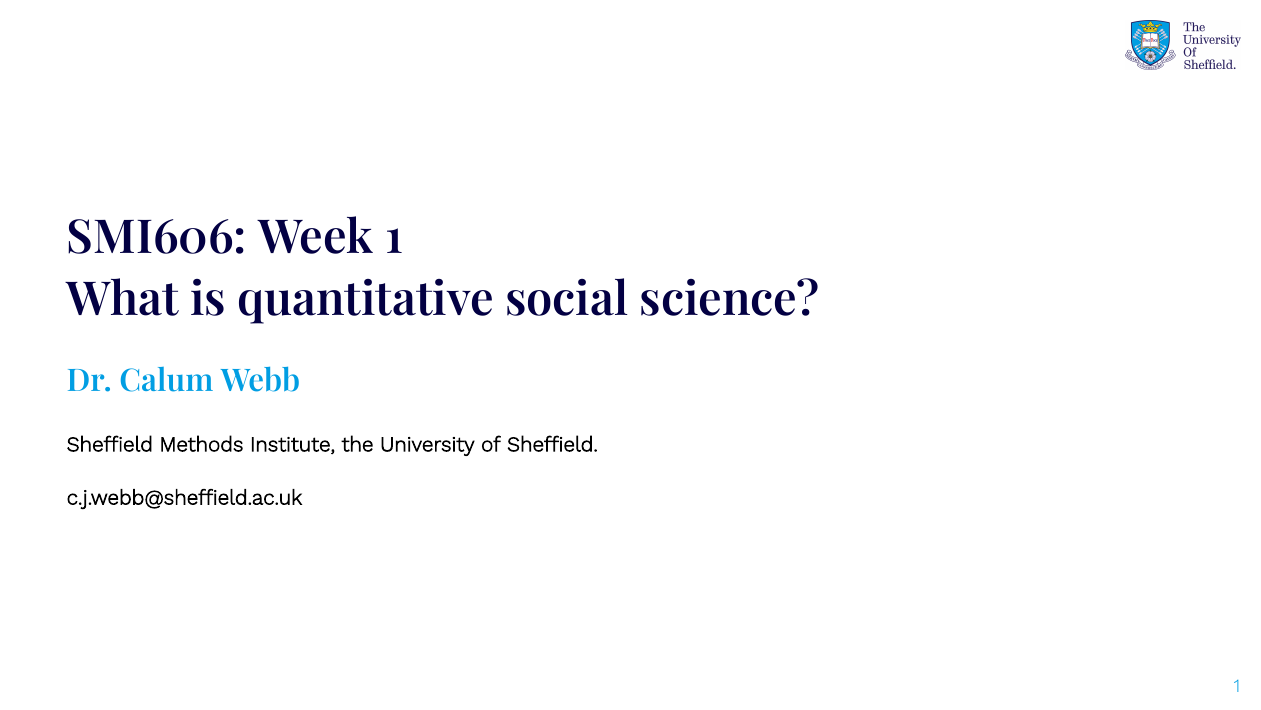 The
University
Of
Sheffield.
SMI606: Week 1
What is quantitative social science?
Dr. Calum Webb
Sheffield Methods Institute, the University of Sheffield.
c.j.webb@sheffield.ac.uk
1